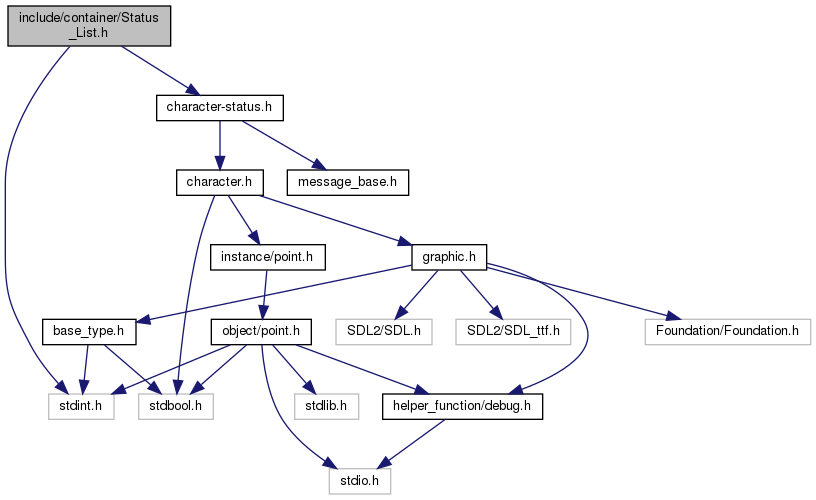 include/container/Status
_List.h
character-status.h
character.h
message_base.h
instance/point.h
graphic.h
base_type.h
object/point.h
SDL2/SDL.h
SDL2/SDL_ttf.h
Foundation/Foundation.h
stdint.h
stdbool.h
stdlib.h
helper_function/debug.h
stdio.h